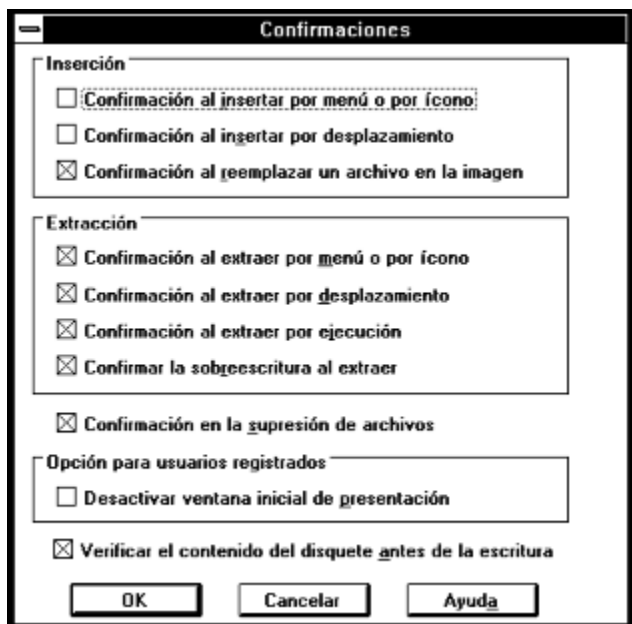 Confirmaciones
Inserción
Confirmación al insertar por menú o por ícono
Confirmación al insertar por desplazamiento
Confirmación al reemplazar un archivo en la imagen
Extracción
Confirmación al extraer por menú o por ícono
Confirmación al extraer por desplazamiento
Confirmación al extraer por ejecución
Confirmar la sobreescritura al extraer
Confirmación en la supresión de archivos
Opción para usuarios registrados
Desactivar ventana inicial de presentación
Verificar el contenido del disquete antes de la escritura
OK Cancelar Ayuda